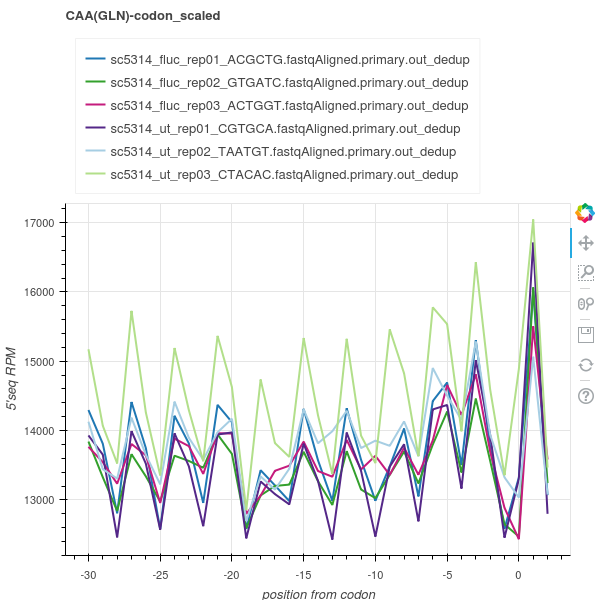 CAA(GLN)-codon_scaled
sc5314_fluc_rep01_ACGCTG.fastqAligned.primary.out_dedup
sc5314_fluc_rep02_GTGATC.fastqAligned.primary.out_dedup
sc5314_fluc_rep03_ACTGGT.fastqAligned.primary.out_dedup
sc5314_ut_rep01_CGTGCA.fastqAligned.primary.out_dedup
sc5314_ut_rep02_TAATGT.fastqAligned.primary.out_dedup
sc5314_ut_rep03_CTACAC.fastqAligned.primary.out_dedup
17000
16000
15000
14000
13000
5'seq RPM
-30 -25 -20 -15 -10 -5 0
position from codon